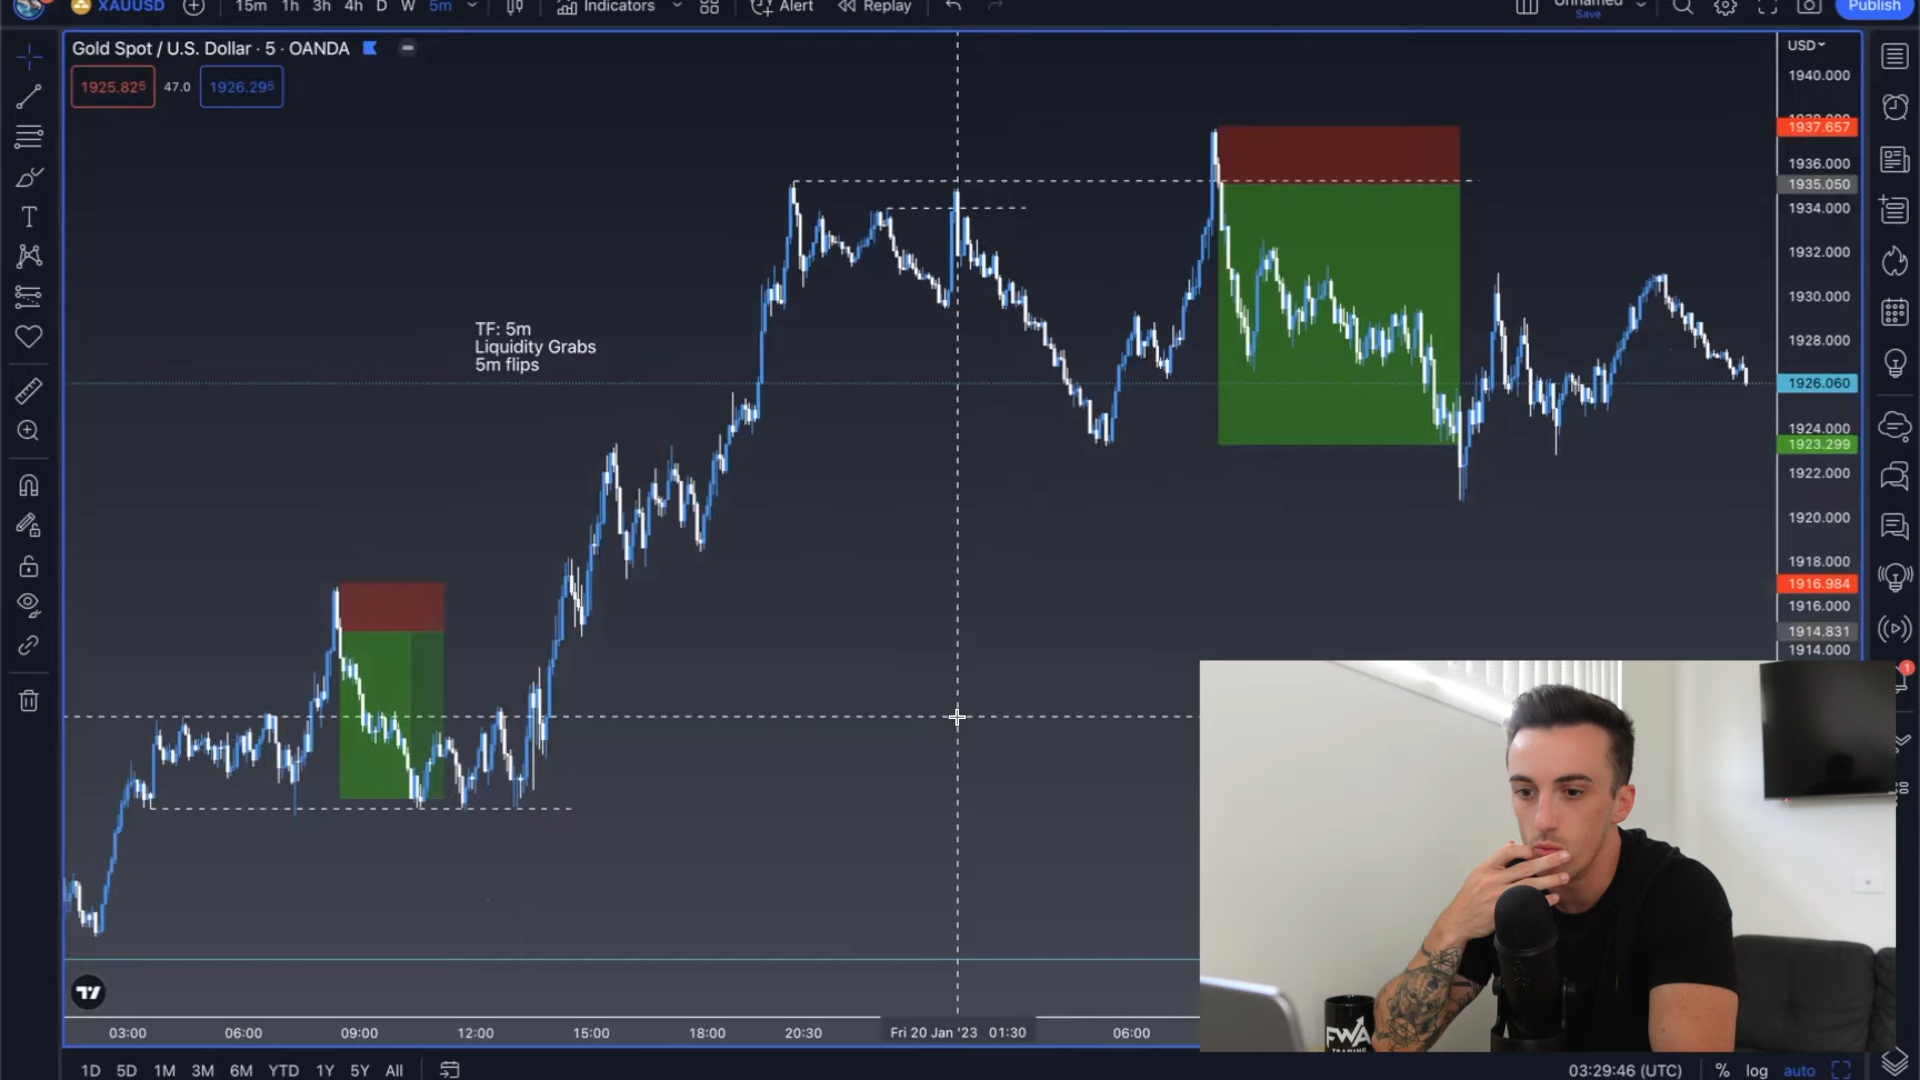 XAUUSD 15m 1h 3h 4h D W 5m Indicators Alert Replay Unnamed Save Publish
Gold Spot / U.S. Dollar · 5 · OANDA
1925.825 47.0 1926.295
USD
1940.000
1937.657
1936.000
1935.050
1934.000
1932.000
1930.000
1928.000
1926.060
1924.000
1923.299
1922.000
1920.000
1918.000
1916.984
1916.000
1914.831
1914.000
TF: 5m
Liquidity Grabs
5m flips
1
FWA
TRADING
03:00 06:00 09:00 12:00 15:00 18:00 20:30 Fri 20 Jan '23 01:30 06:00
1D 5D 1M 3M 6M YTD 1Y 5Y All 03:29:46 (UTC) % log auto